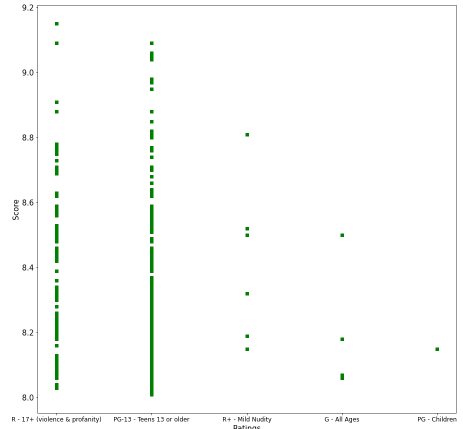 9.2
9.0
8.8
8.6
8.4
8.2
8.0
Score
R - 17+ (violence & profanity) PG-13 - Teens 13 or older R+ - Mild Nudity G - All Ages PG - Children
Ratings